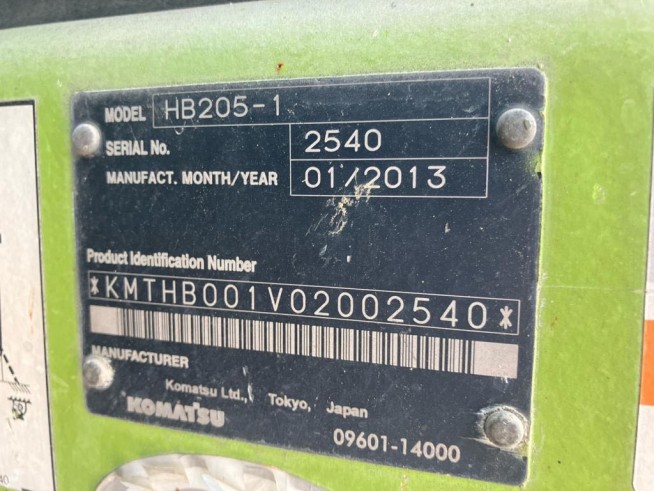 MODEL HB205-1
SERIAL No. 2540
MANUFACT. MONTH/YEAR 01/2013
Product Identification Number
*KMTHB001V02002540*
MANUFACTURER
Komatsu Ltd., Tokyo, Japan
KOMATSU
09601-14000